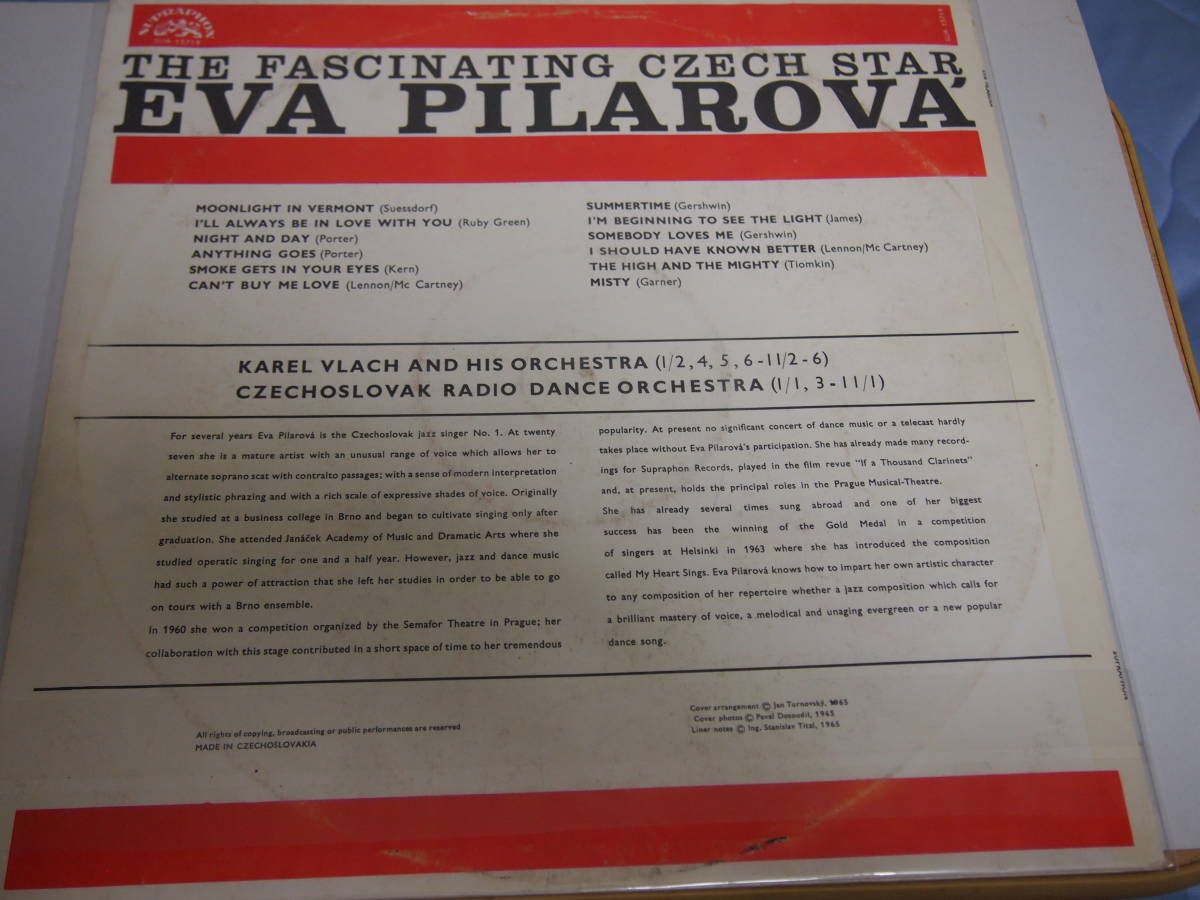 SUPRAPHON
SUA 13719
THE FASCINATING CZECH STAR
EVA PILAROVÁ
MOONLIGHT IN VERMONT (Suessdorf)
I'LL ALWAYS BE IN LOVE WITH YOU (Ruby Green)
NIGHT AND DAY (Porter)
ANYTHING GOES (Porter)
SMOKE GETS IN YOUR EYES (Kern)
CAN'T BUY ME LOVE (Lennon/Mc Cartney)
SUMMERTIME (Gershwin)
I'M BEGINNING TO SEE THE LIGHT (James)
SOMEBODY LOVES ME (Gershwin)
I SHOULD HAVE KNOWN BETTER (Lennon/Mc Cartney)
THE HIGH AND THE MIGHTY (Tiomkin)
MISTY (Garner)
KAREL VLACH AND HIS ORCHESTRA (I/2, 4, 5, 6-II/2-6)
CZECHOSLOVAK RADIO DANCE ORCHESTRA (I/1, 3-II/1)
For several years Eva Pilarová is the Czechoslovak jazz singer No. 1. At twenty
seven she is a mature artist with an unusual range of voice which allows her to
alternate soprano scat with contralto passages; with a sense of modern interpretation
and stylistic phrazing and with a rich scale of expressive shades of voice. Originally
she studied at a business college in Brno and began to cultivate singing only after
graduation. She attended Janáček Academy of Music and Dramatic Arts where she
studied operatic singing for one and a half year. However, jazz and dance music
had such a power of attraction that she left her studies in order to be able to go
on tours with a Brno ensemble.
In 1960 she won a competition organized by the Semafor Theatre in Prague; her
collaboration with this stage contributed in a short space of time to her tremendous
popularity. At present no significant concert of dance music or a telecast hardly
takes place without Eva Pilarová's participation. She has already made many record-
ings for Supraphon Records, played in the film revue "If a Thousand Clarinets"
and, at present, holds the principal roles in the Prague Musical-Theatre.
She has already several times sung abroad and one of her biggest
success has been the winning of the Gold Medal in a competition
of singers at Helsinki in 1963 where she has introduced the composition
called My Heart Sings. Eva Pilarová knows how to impart her own artistic character
to any composition of her repertoire whether a jazz composition which calls for
a brilliant mastery of voice, a melodical and unaging evergreen or a new popular
dance song.
All rights of copying, broadcasting or public performances are reserved
MADE IN CZECHOSLOVAKIA
Cover arrangement © Jan Turnovský, 1965
Cover photos © Pavel Dosoudil, 1965
Liner notes © Ing. Stanislav Titzl, 1965